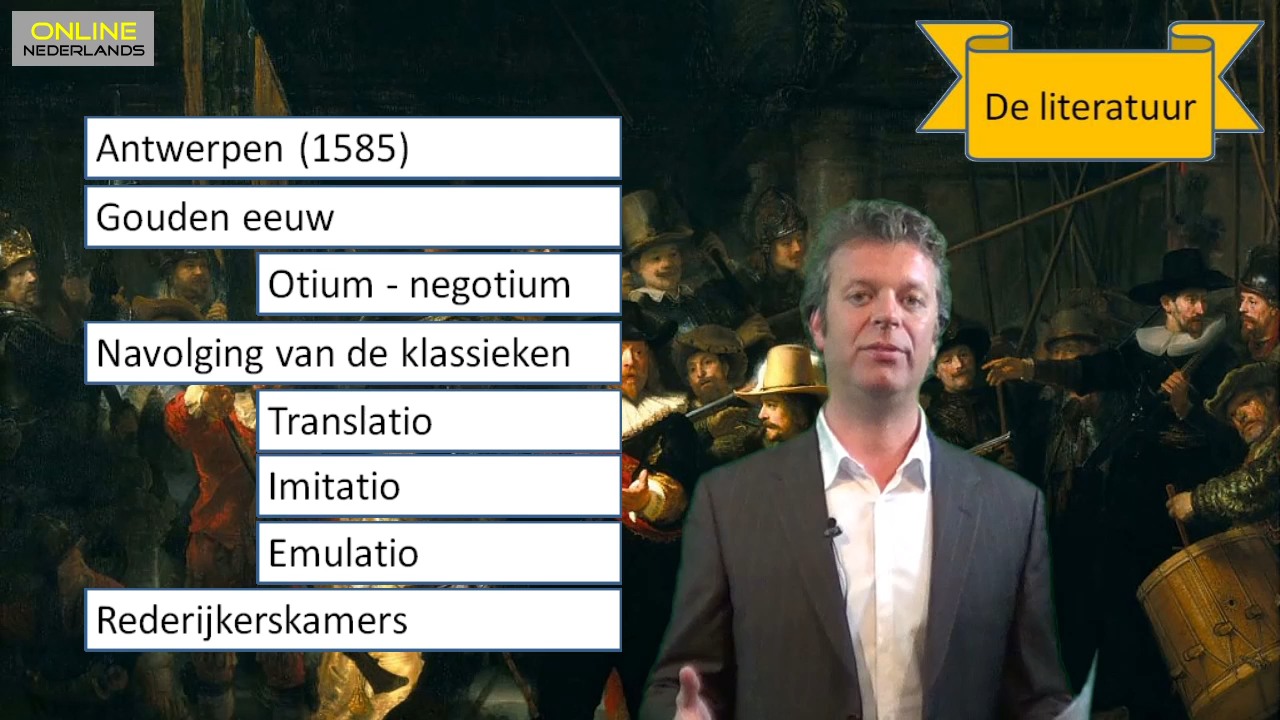 ONLINE
NEDERLANDS
De literatuur
Antwerpen (1585)
Gouden eeuw
Otium - negotium
Navolging van de klassieken
Translatio
Imitatio
Emulatio
Rederijkerskamers